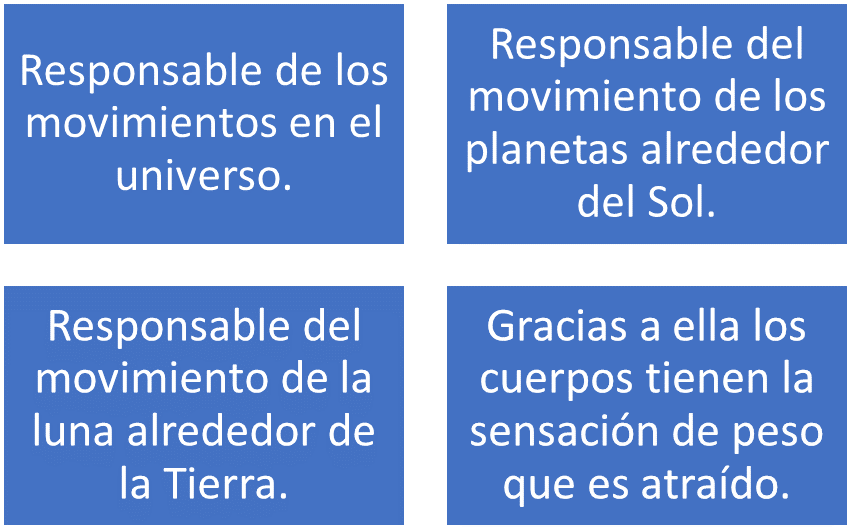 Responsable de los
movimientos en el
universo.
Responsable del
movimiento de los
planetas alrededor
del Sol.
Responsable del
movimiento de la
luna alrededor de
la Tierra.
Gracias a ella los
cuerpos tienen la
sensación de peso
que es atraído.